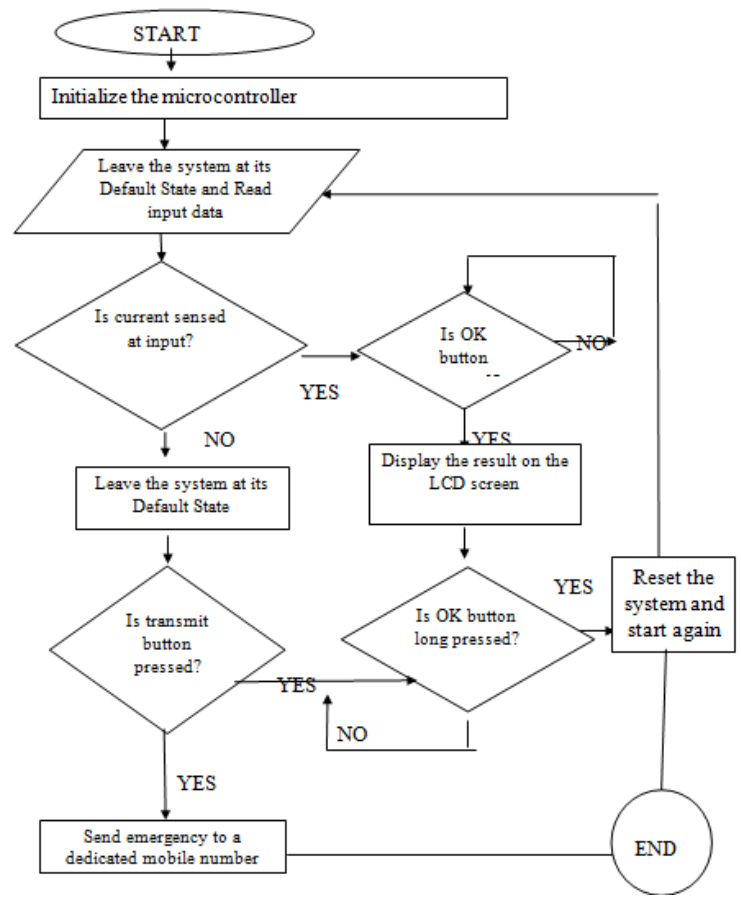 START
Initialize the microcontroller
Leave the system at its
Default State and Read
input data
Is current sensed
at input?
YES
NO
Is OK
button
NO
YES
Leave the system at its
Default State
Display the result on the
LCD screen
Is transmit
button
pressed?
YES
YES
Is OK button
long pressed?
NO
YES
Reset the
system and
start again
Send emergency to a
dedicated mobile number
END